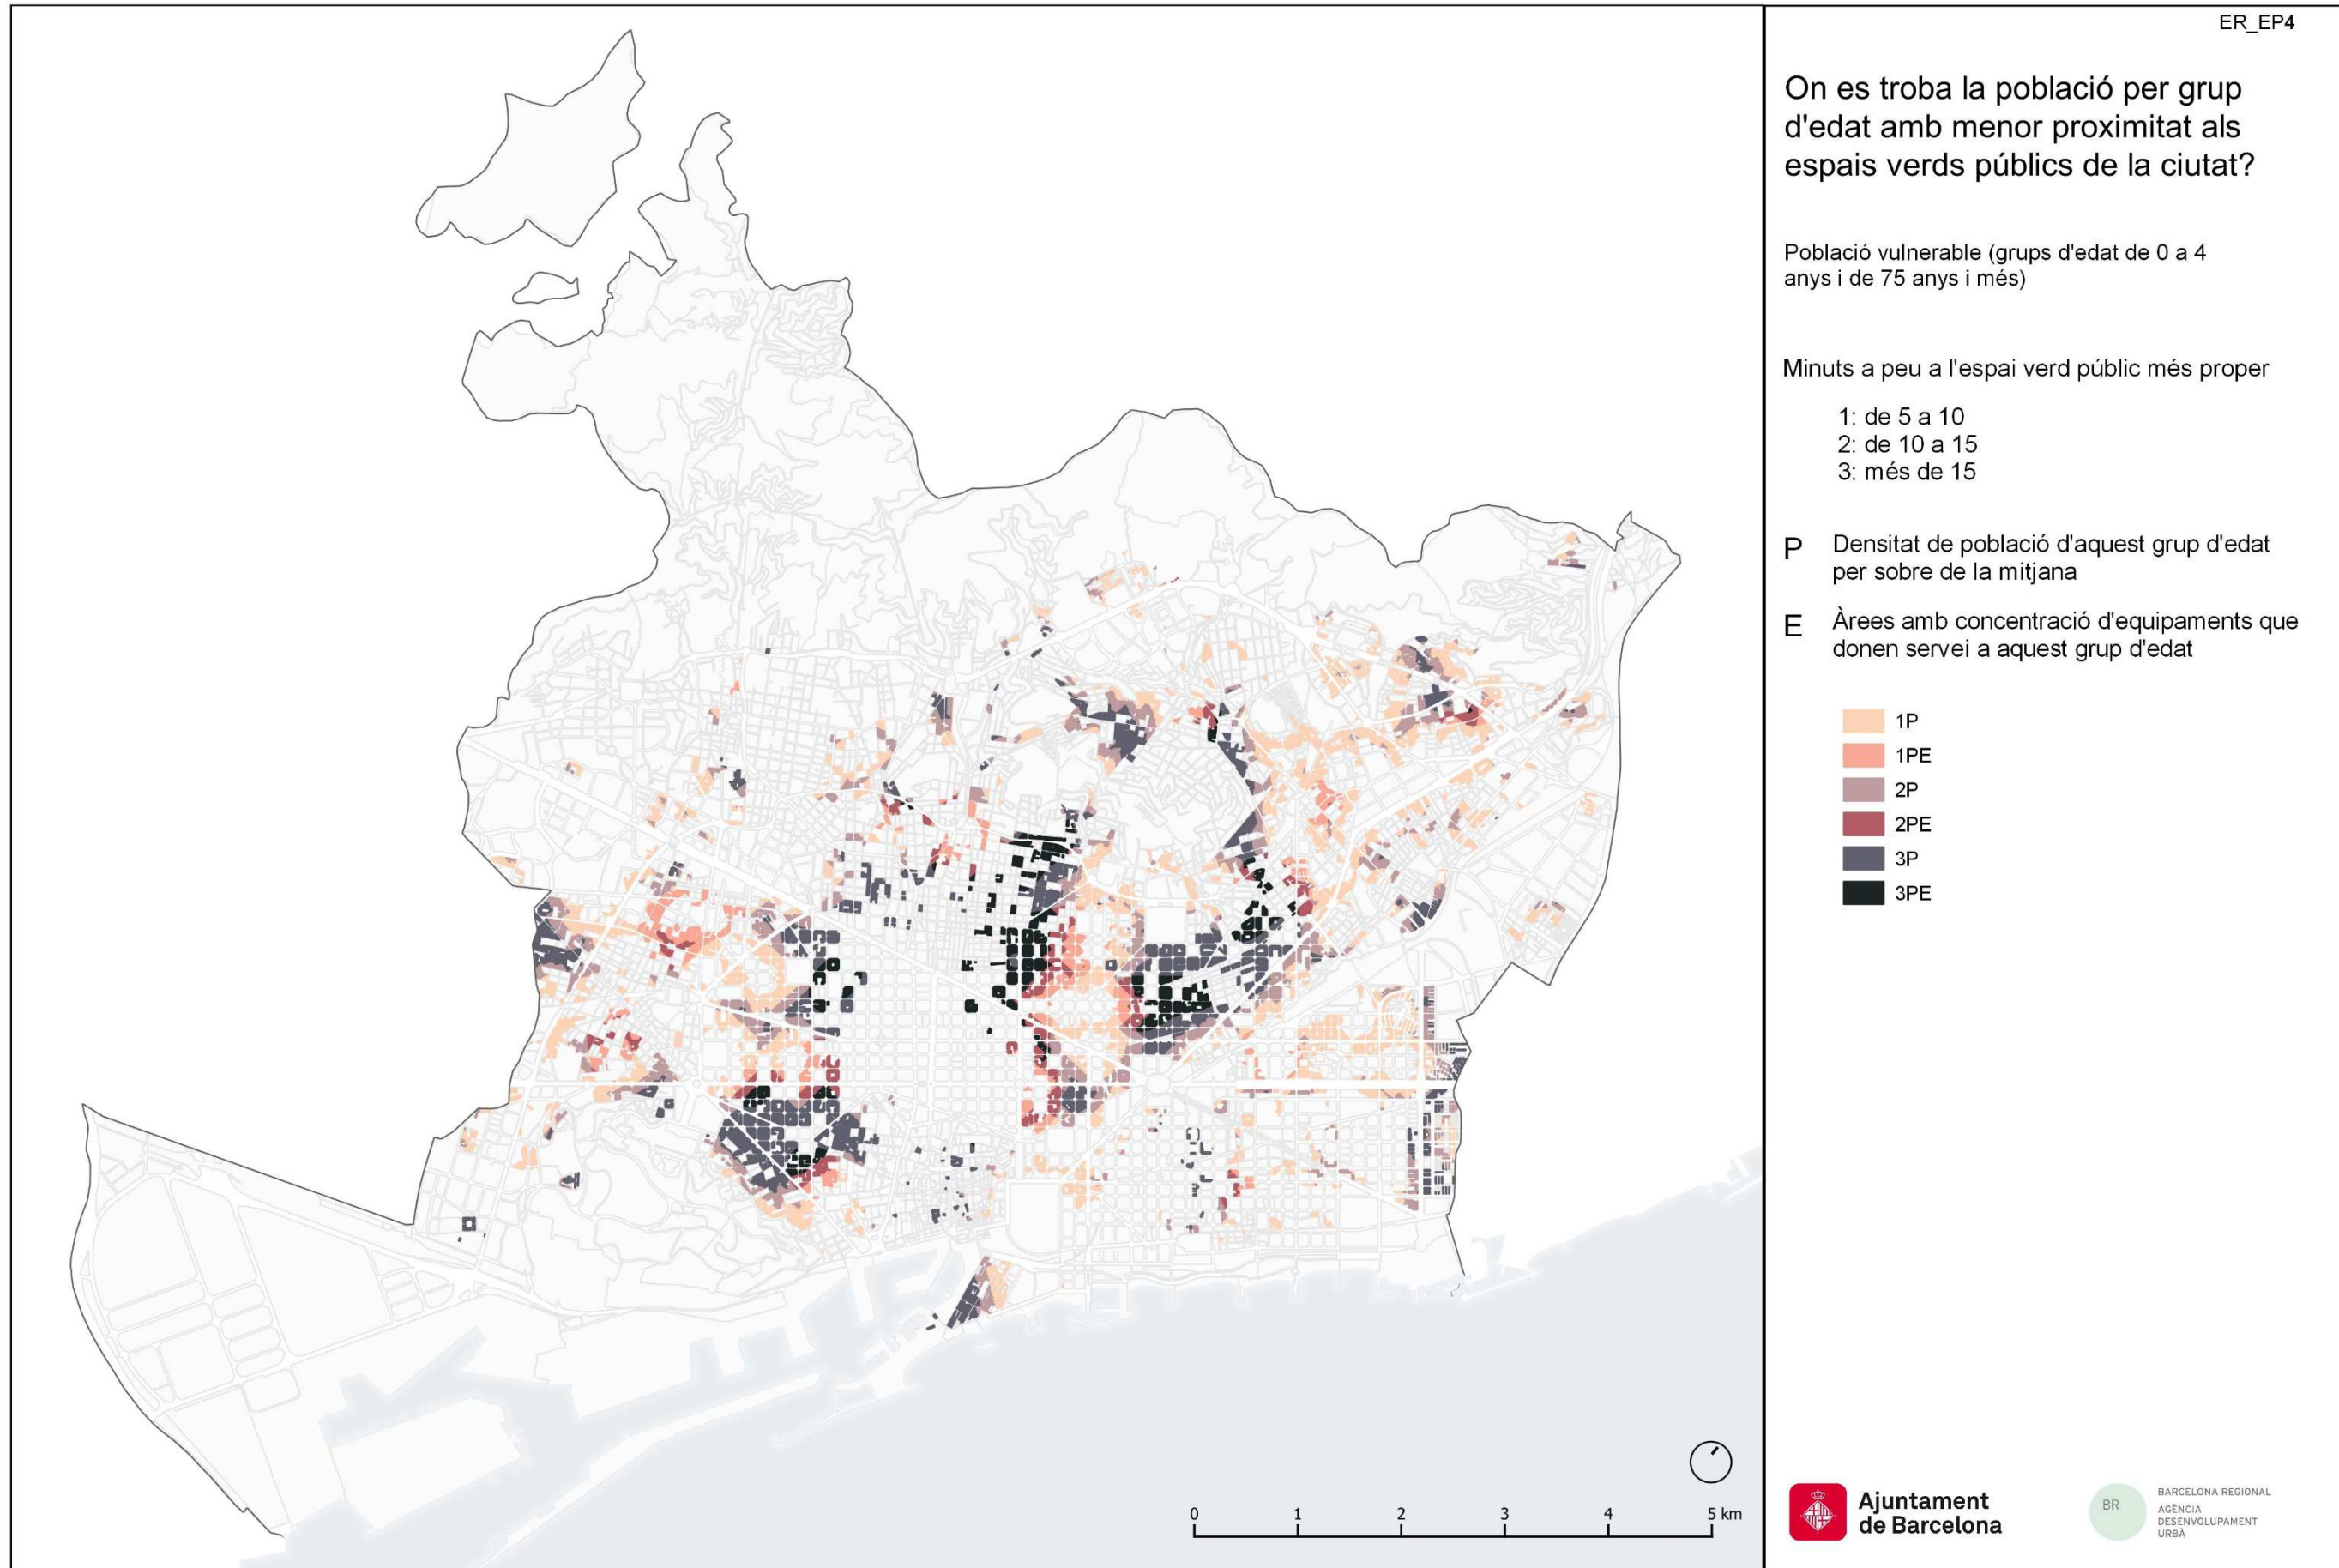 ER_EP4
On es troba la població per grup
d'edat amb menor proximitat als
espais verds públics de la ciutat?
Població vulnerable (grups d'edat de 0 a 4
anys i de 75 anys i més)
Minuts a peu a l'espai verd públic més proper
1: de 5 a 10
2: de 10 a 15
3: més de 15
P Densitat de població d'aquest grup d'edat
per sobre de la mitjana
E Àrees amb concentració d'equipaments que
donen servei a aquest grup d'edat
1P
1PE
2P
2PE
3P
3PE
0 1 2 3 4 5 km
Ajuntament
de Barcelona
BR
BARCELONA REGIONAL
AGÈNCIA
DESENVOLUPAMENT
URBÀ